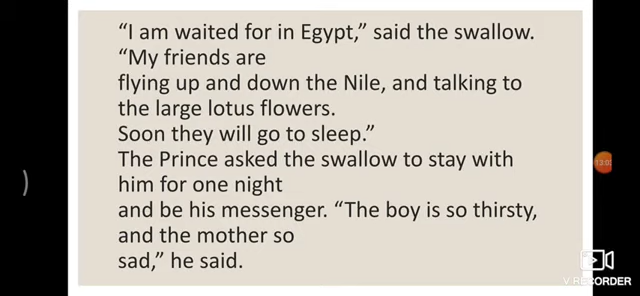 “I am waited for in Egypt,” said the swallow.
“My friends are
flying up and down the Nile, and talking to
the large lotus flowers.
Soon they will go to sleep.”
The Prince asked the swallow to stay with
him for one night
and be his messenger. “The boy is so thirsty,
and the mother so
sad,” he said.
V RECORDER